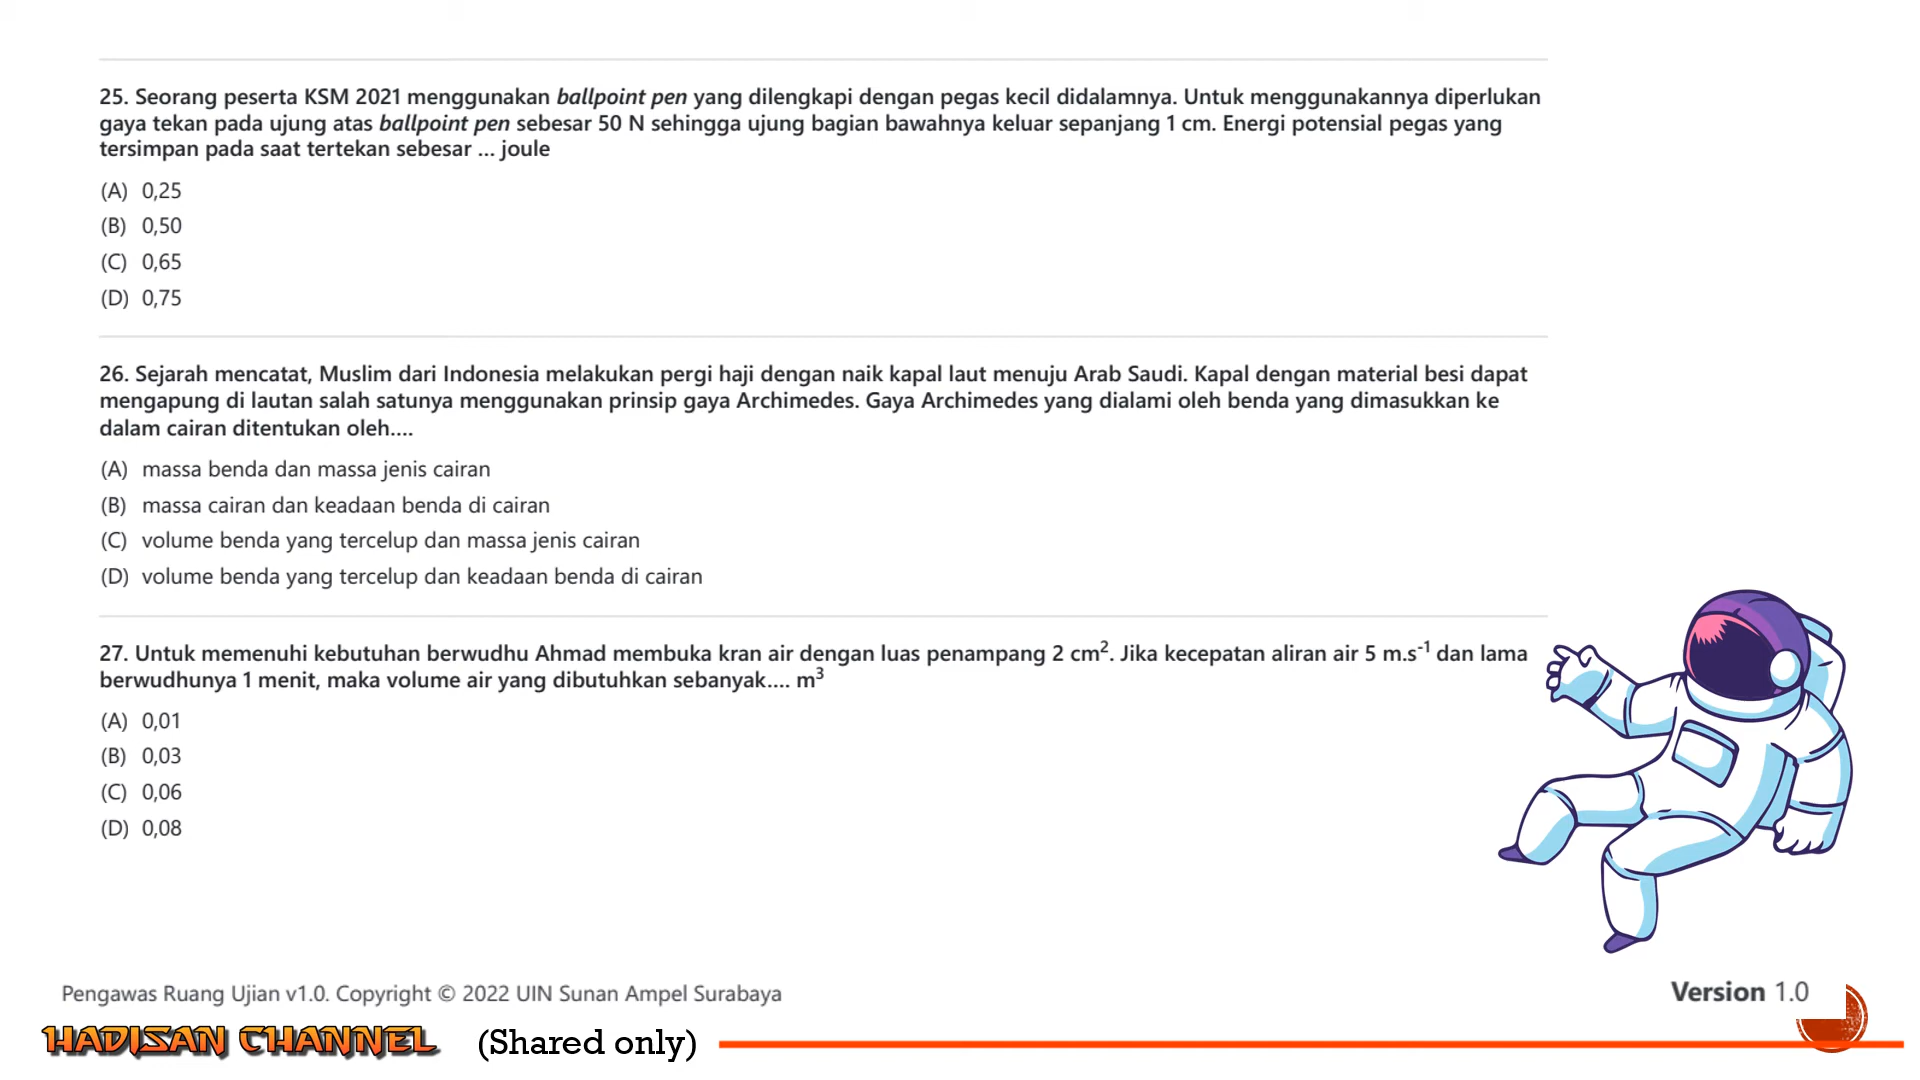 25. Seorang peserta KSM 2021 menggunakan ballpoint pen yang dilengkapi dengan pegas kecil didalamnya. Untuk menggunakannya diperlukan
gaya tekan pada ujung atas ballpoint pen sebesar 50 N sehingga ujung bagian bawahnya keluar sepanjang 1 cm. Energi potensial pegas yang
tersimpan pada saat tertekan sebesar ... joule
(A) 0,25
(B) 0,50
(C) 0,65
(D) 0,75
26. Sejarah mencatat, Muslim dari Indonesia melakukan pergi haji dengan naik kapal laut menuju Arab Saudi. Kapal dengan material besi dapat
mengapung di lautan salah satunya menggunakan prinsip gaya Archimedes. Gaya Archimedes yang dialami oleh benda yang dimasukkan ke
dalam cairan ditentukan oleh....
(A) massa benda dan massa jenis cairan
(B) massa cairan dan keadaan benda di cairan
(C) volume benda yang tercelup dan massa jenis cairan
(D) volume benda yang tercelup dan keadaan benda di cairan
27. Untuk memenuhi kebutuhan berwudhu Ahmad membuka kran air dengan luas penampang 2 cm². Jika kecepatan aliran air 5 m.s⁻¹ dan lama
berwudhunya 1 menit, maka volume air yang dibutuhkan sebanyak.... m³
(A) 0,01
(B) 0,03
(C) 0,06
(D) 0,08
Pengawas Ruang Ujian v1.0. Copyright © 2022 UIN Sunan Ampel Surabaya
Version 1.0
HADISAN CHANNEL (Shared only)